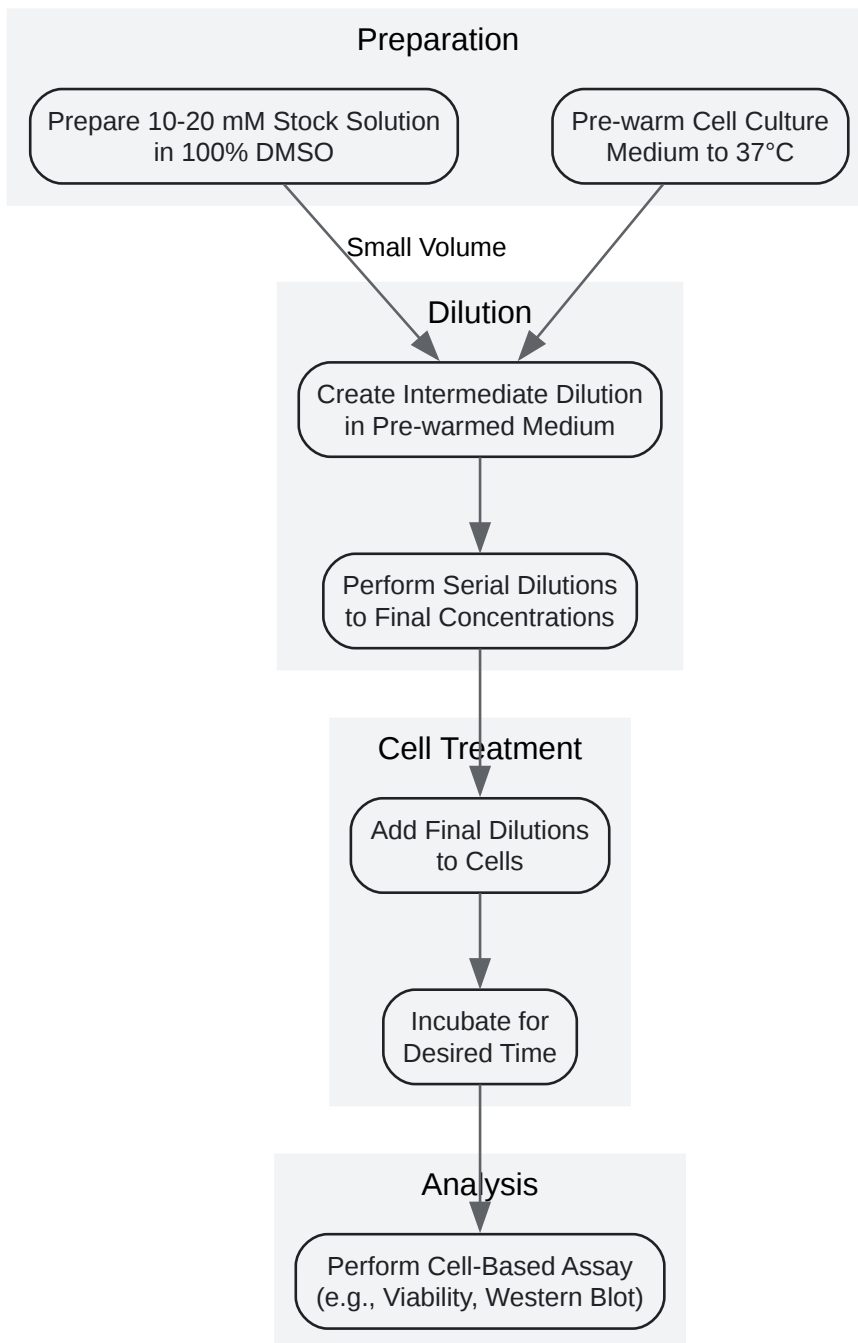 Preparation
Prepare 10-20 mM Stock Solution
in 100% DMSO
Pre-warm Cell Culture
Medium to 37°C
Small Volume
Dilution
Create Intermediate Dilution
in Pre-warmed Medium
Perform Serial Dilutions
to Final Concentrations
Cell Treatment
Add Final Dilutions
to Cells
Incubate for
Desired Time
Analysis
Perform Cell-Based Assay
(e.g., Viability, Western Blot)